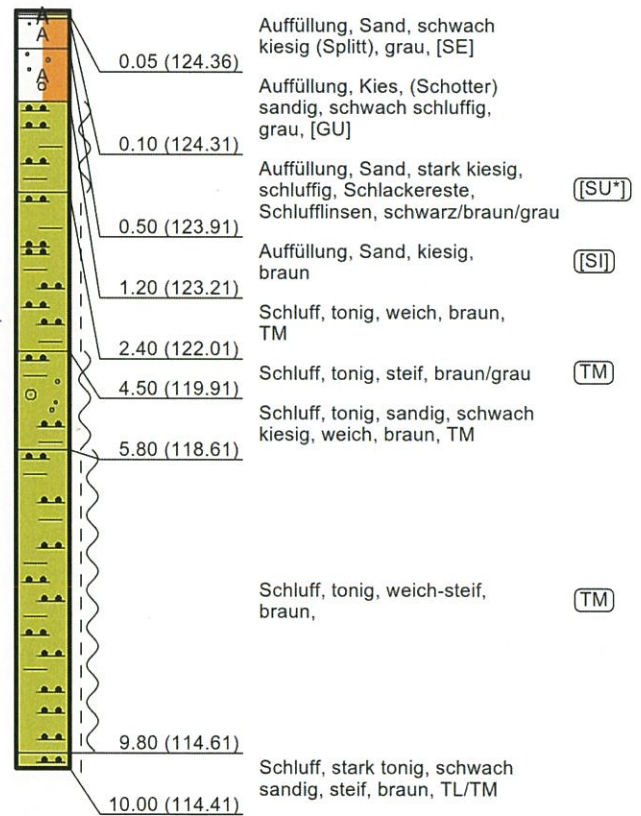 A
A
A
Auffüllung, Sand, schwach
kiesig (Splitt), grau, [SE]
0.05 (124.36)
Auffüllung, Kies, (Schotter)
sandig, schwach schluffig,
grau, [GU]
0.10 (124.31)
Auffüllung, Sand, stark kiesig,
schluffig, Schlackereste,
Schlufflinsen, schwarz/braun/grau
[SU*]
0.50 (123.91)
Auffüllung, Sand, kiesig,
braun
[SI]
1.20 (123.21)
Schluff, tonig, weich, braun,
TM
2.40 (122.01)
Schluff, tonig, steif, braun/grau
TM
4.50 (119.91)
Schluff, tonig, sandig, schwach
kiesig, weich, braun, TM
5.80 (118.61)
Schluff, tonig, weich-steif,
braun,
TM
9.80 (114.61)
Schluff, stark tonig, schwach
sandig, steif, braun, TL/TM
10.00 (114.41)